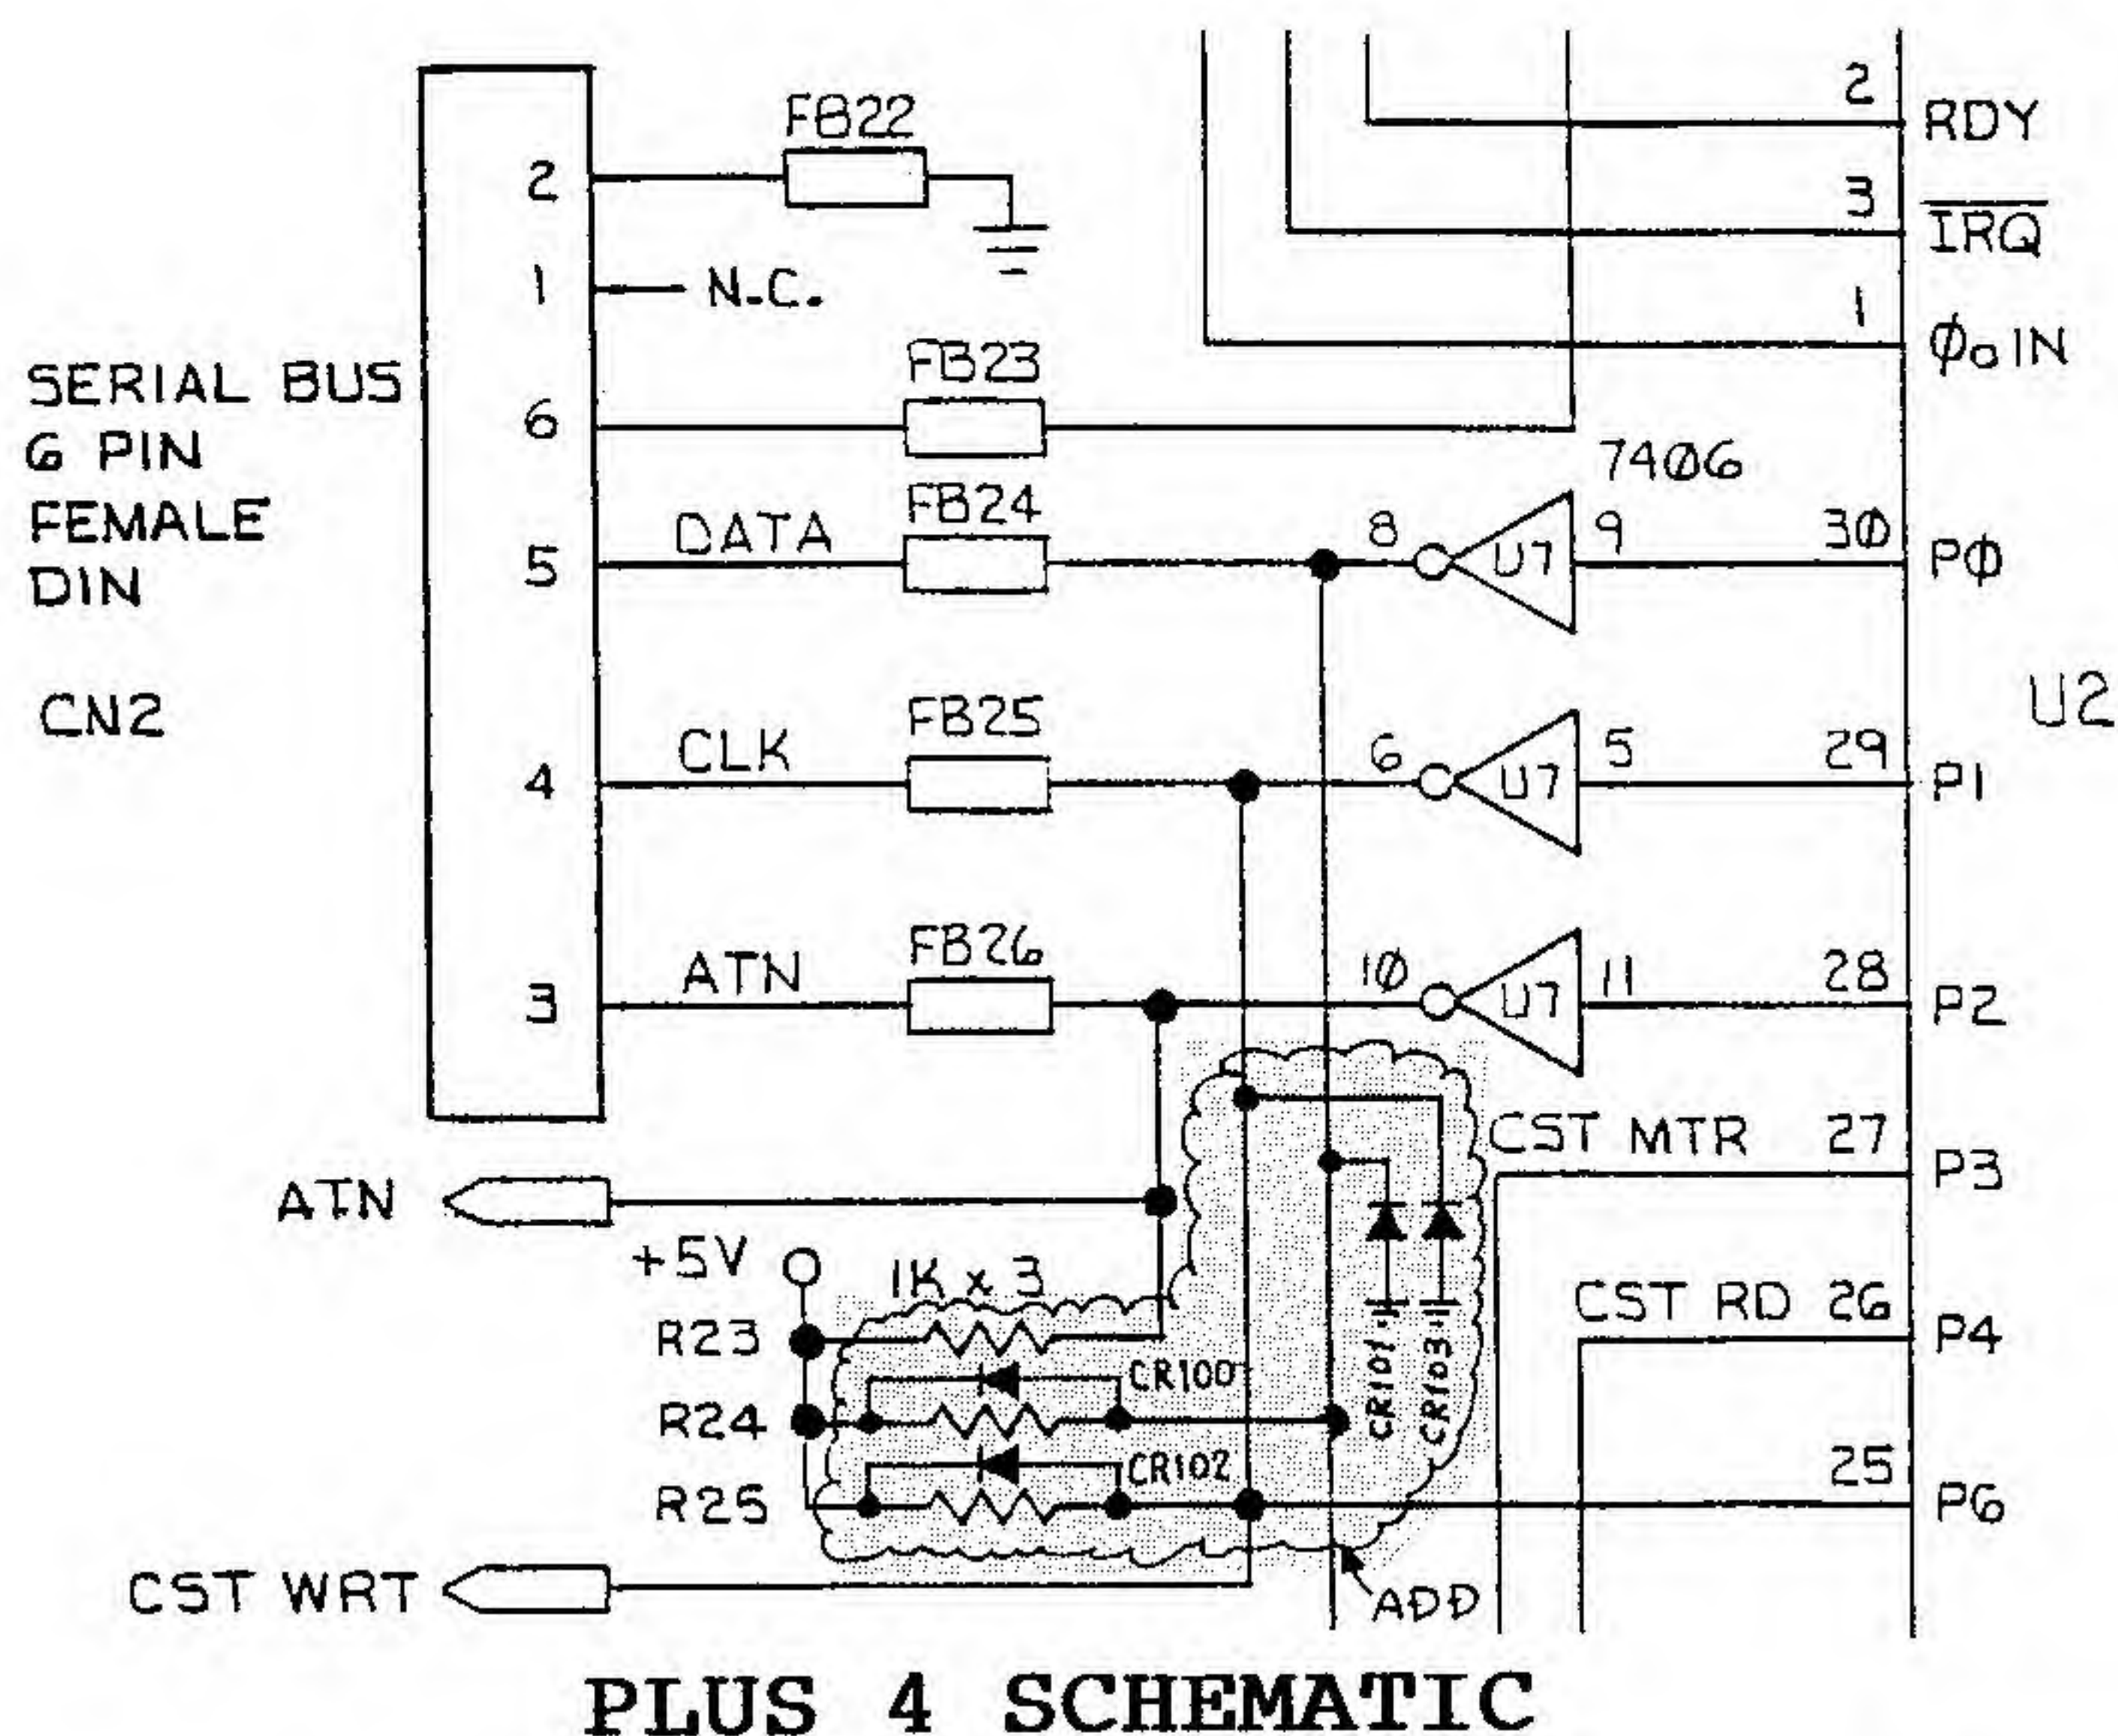 FB22
2
1
N.C.
SERIAL BUS
6 PIN
FEMALE
DIN
CN2
FB23
6
DATA
FB24
5
CLK
FB25
4
ATN
FB26
3
2
RDY
3
IRQ
1
ϕ₀ IN
7406
8
U7
9
30
PØ
6
U7
5
29
P1
U2
10
U7
11
28
P2
CST MTR
27
P3
CST RD
26
P4
25
P6
ATN
+5V
1K x 3
R23
R24
CR100
R25
CR102
CR101
CR103
CST WRT
ADD
PLUS 4 SCHEMATIC